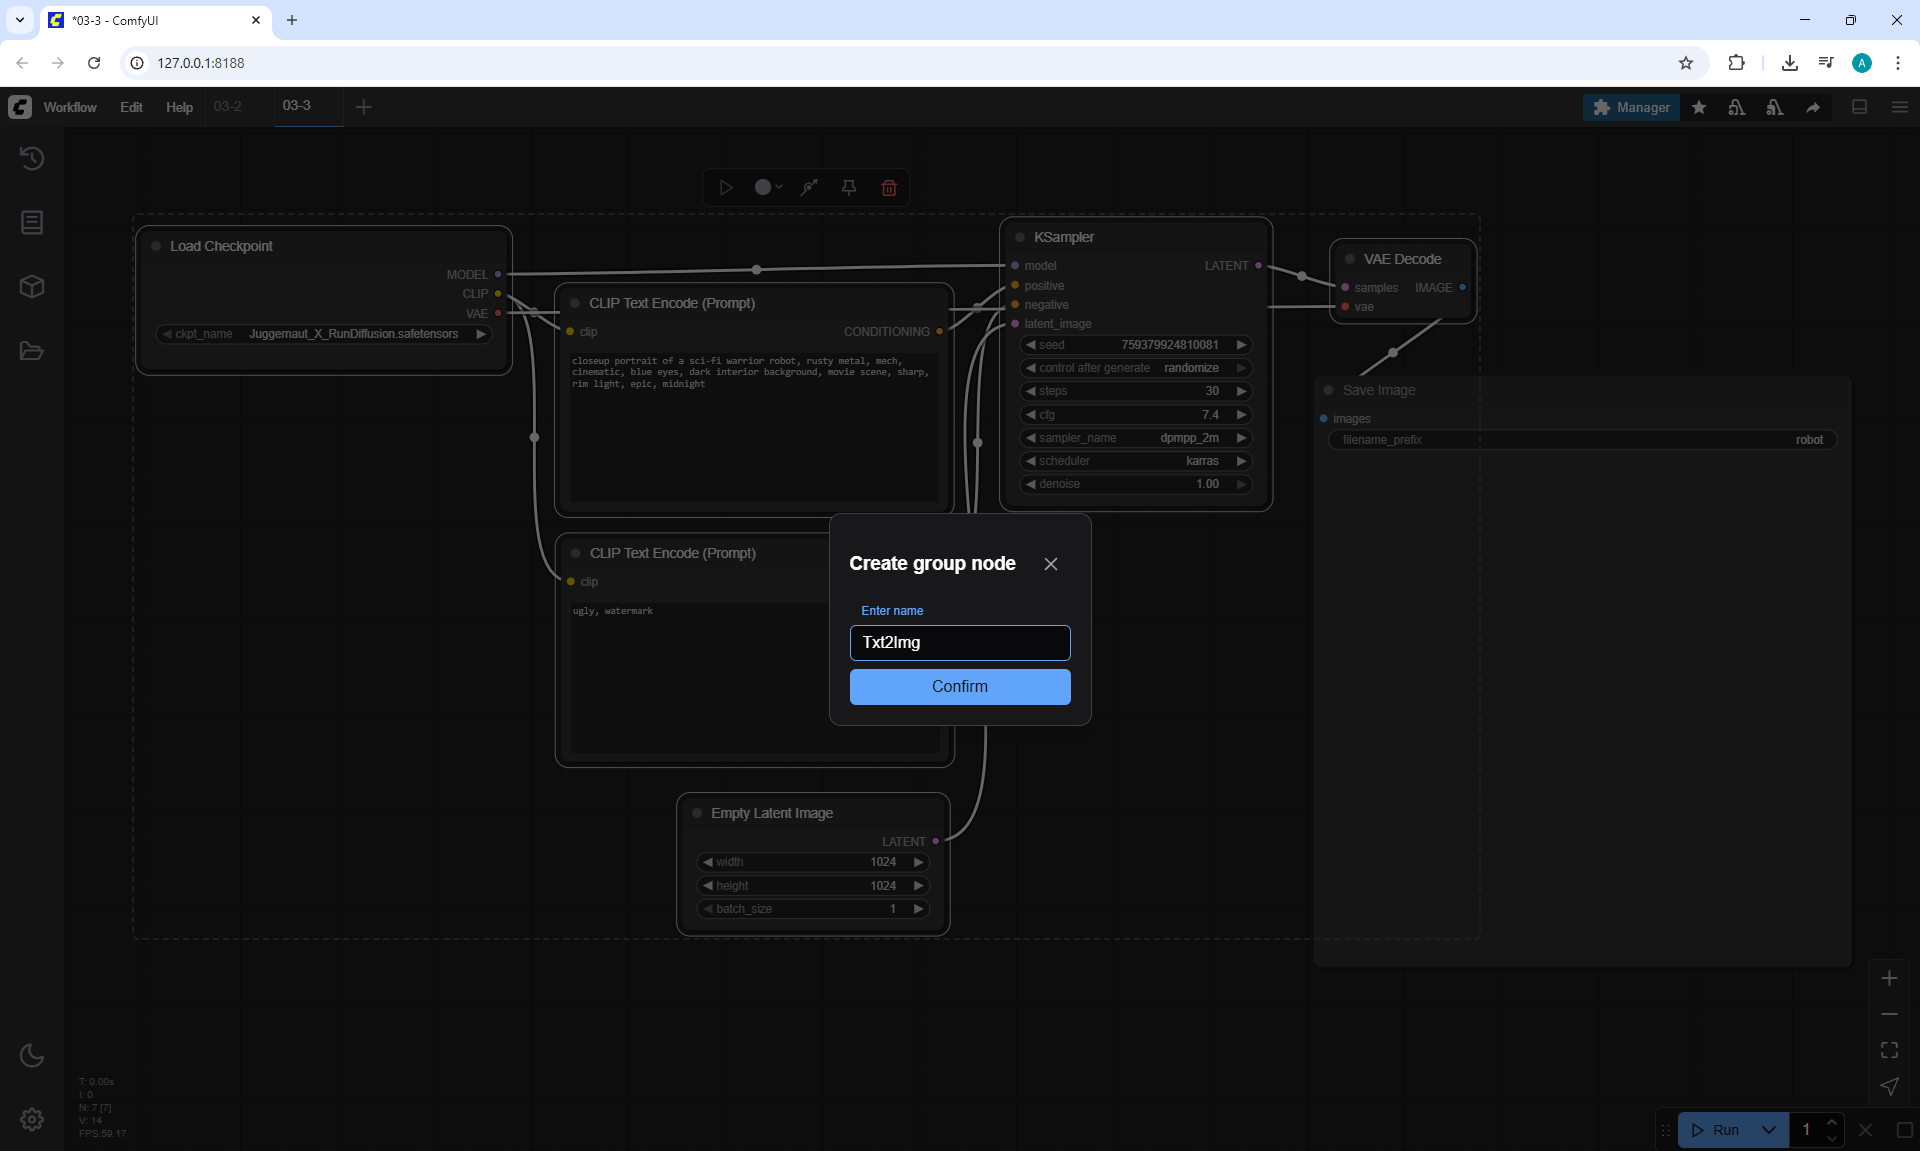 *03-3 - ComfyUI
127.0.0.1:8188
A
Workflow
Edit
Help
03-2
03-3
Manager
Load Checkpoint
MODEL
CLIP
VAE
ckpt_name Juggernaut_X_RunDiffusion.safetensors
CLIP Text Encode (Prompt)
clip
CONDITIONING
closeup portrait of a sci-fi warrior robot, rusty metal, mech,
cinematic, blue eyes, dark interior background, movie scene, sharp,
rim light, epic, midnight
KSampler
model
LATENT
positive
negative
latent_image
seed 759379924810081
control after generate randomize
steps 30
cfg 7.4
sampler_name dpmpp_2m
scheduler karras
denoise 1.00
VAE Decode
samples
IMAGE
vae
Save Image
images
filename_prefix robot
CLIP Text Encode (Prompt)
clip
ugly, watermark
Create group node
Enter name
Txt2Img
Confirm
Empty Latent Image
LATENT
width 1024
height 1024
batch_size 1
T: 0.00s
I: 0
N: 7 [7]
V: 14
FPS:59.17
Run
1